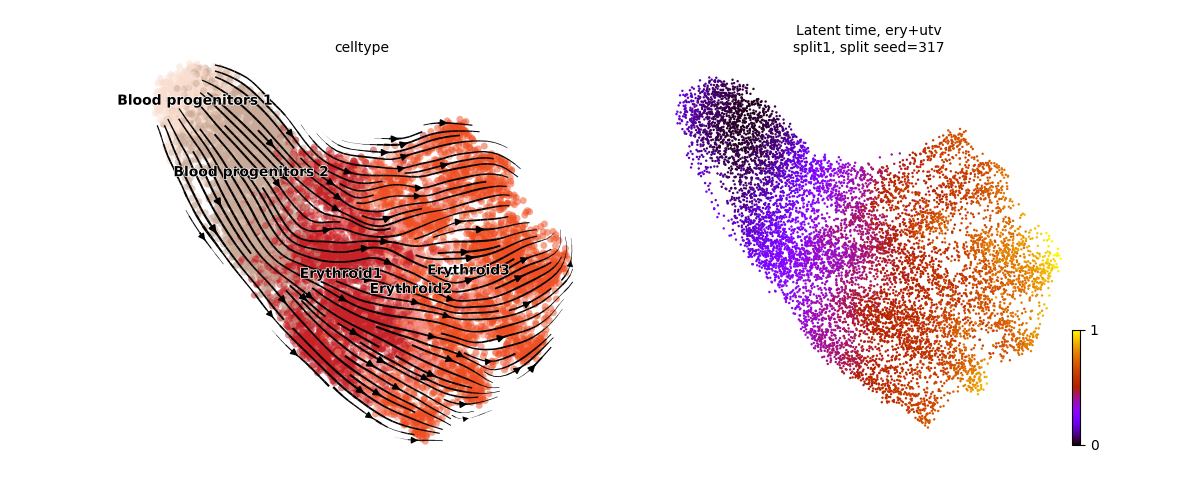 celltype
Blood progenitors 1
Blood progenitors 2
Erythroid1
Erythroid3
Erythroid2
Latent time, ery+utv
split1, split seed=317
1
0